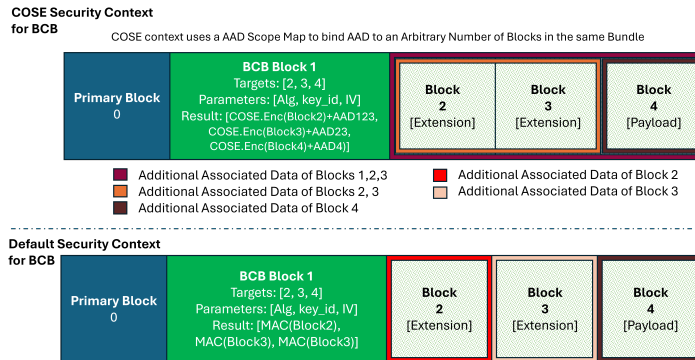 COSE Security Context
for BCB
COSE context uses a AAD Scope Map to bind AAD to an Arbitrary Number of Blocks in the same Bundle
Primary Block
0
BCB Block 1
Targets: [2, 3, 4]
Parameters: [Alg, key_id, IV]
Result: [COSE.Enc(Block2)+AAD123,
COSE.Enc(Block3)+AAD23,
COSE.Enc(Block4)+AAD4)]
Block
2
[Extension]
Block
3
[Extension]
Block
4
[Payload]
Additional Associated Data of Blocks 1,2,3
Additional Associated Data of Blocks 2, 3
Additional Associated Data of Block 4
Additional Associated Data of Block 2
Additional Associated Data of Block 3
Default Security Context
for BCB
Primary Block
0
BCB Block 1
Targets: [2, 3, 4]
Parameters: [Alg, key_id, IV]
Result: [MAC(Block2),
MAC(Block3), MAC(Block3)]
Block
2
[Extension]
Block
3
[Extension]
Block
4
[Payload]